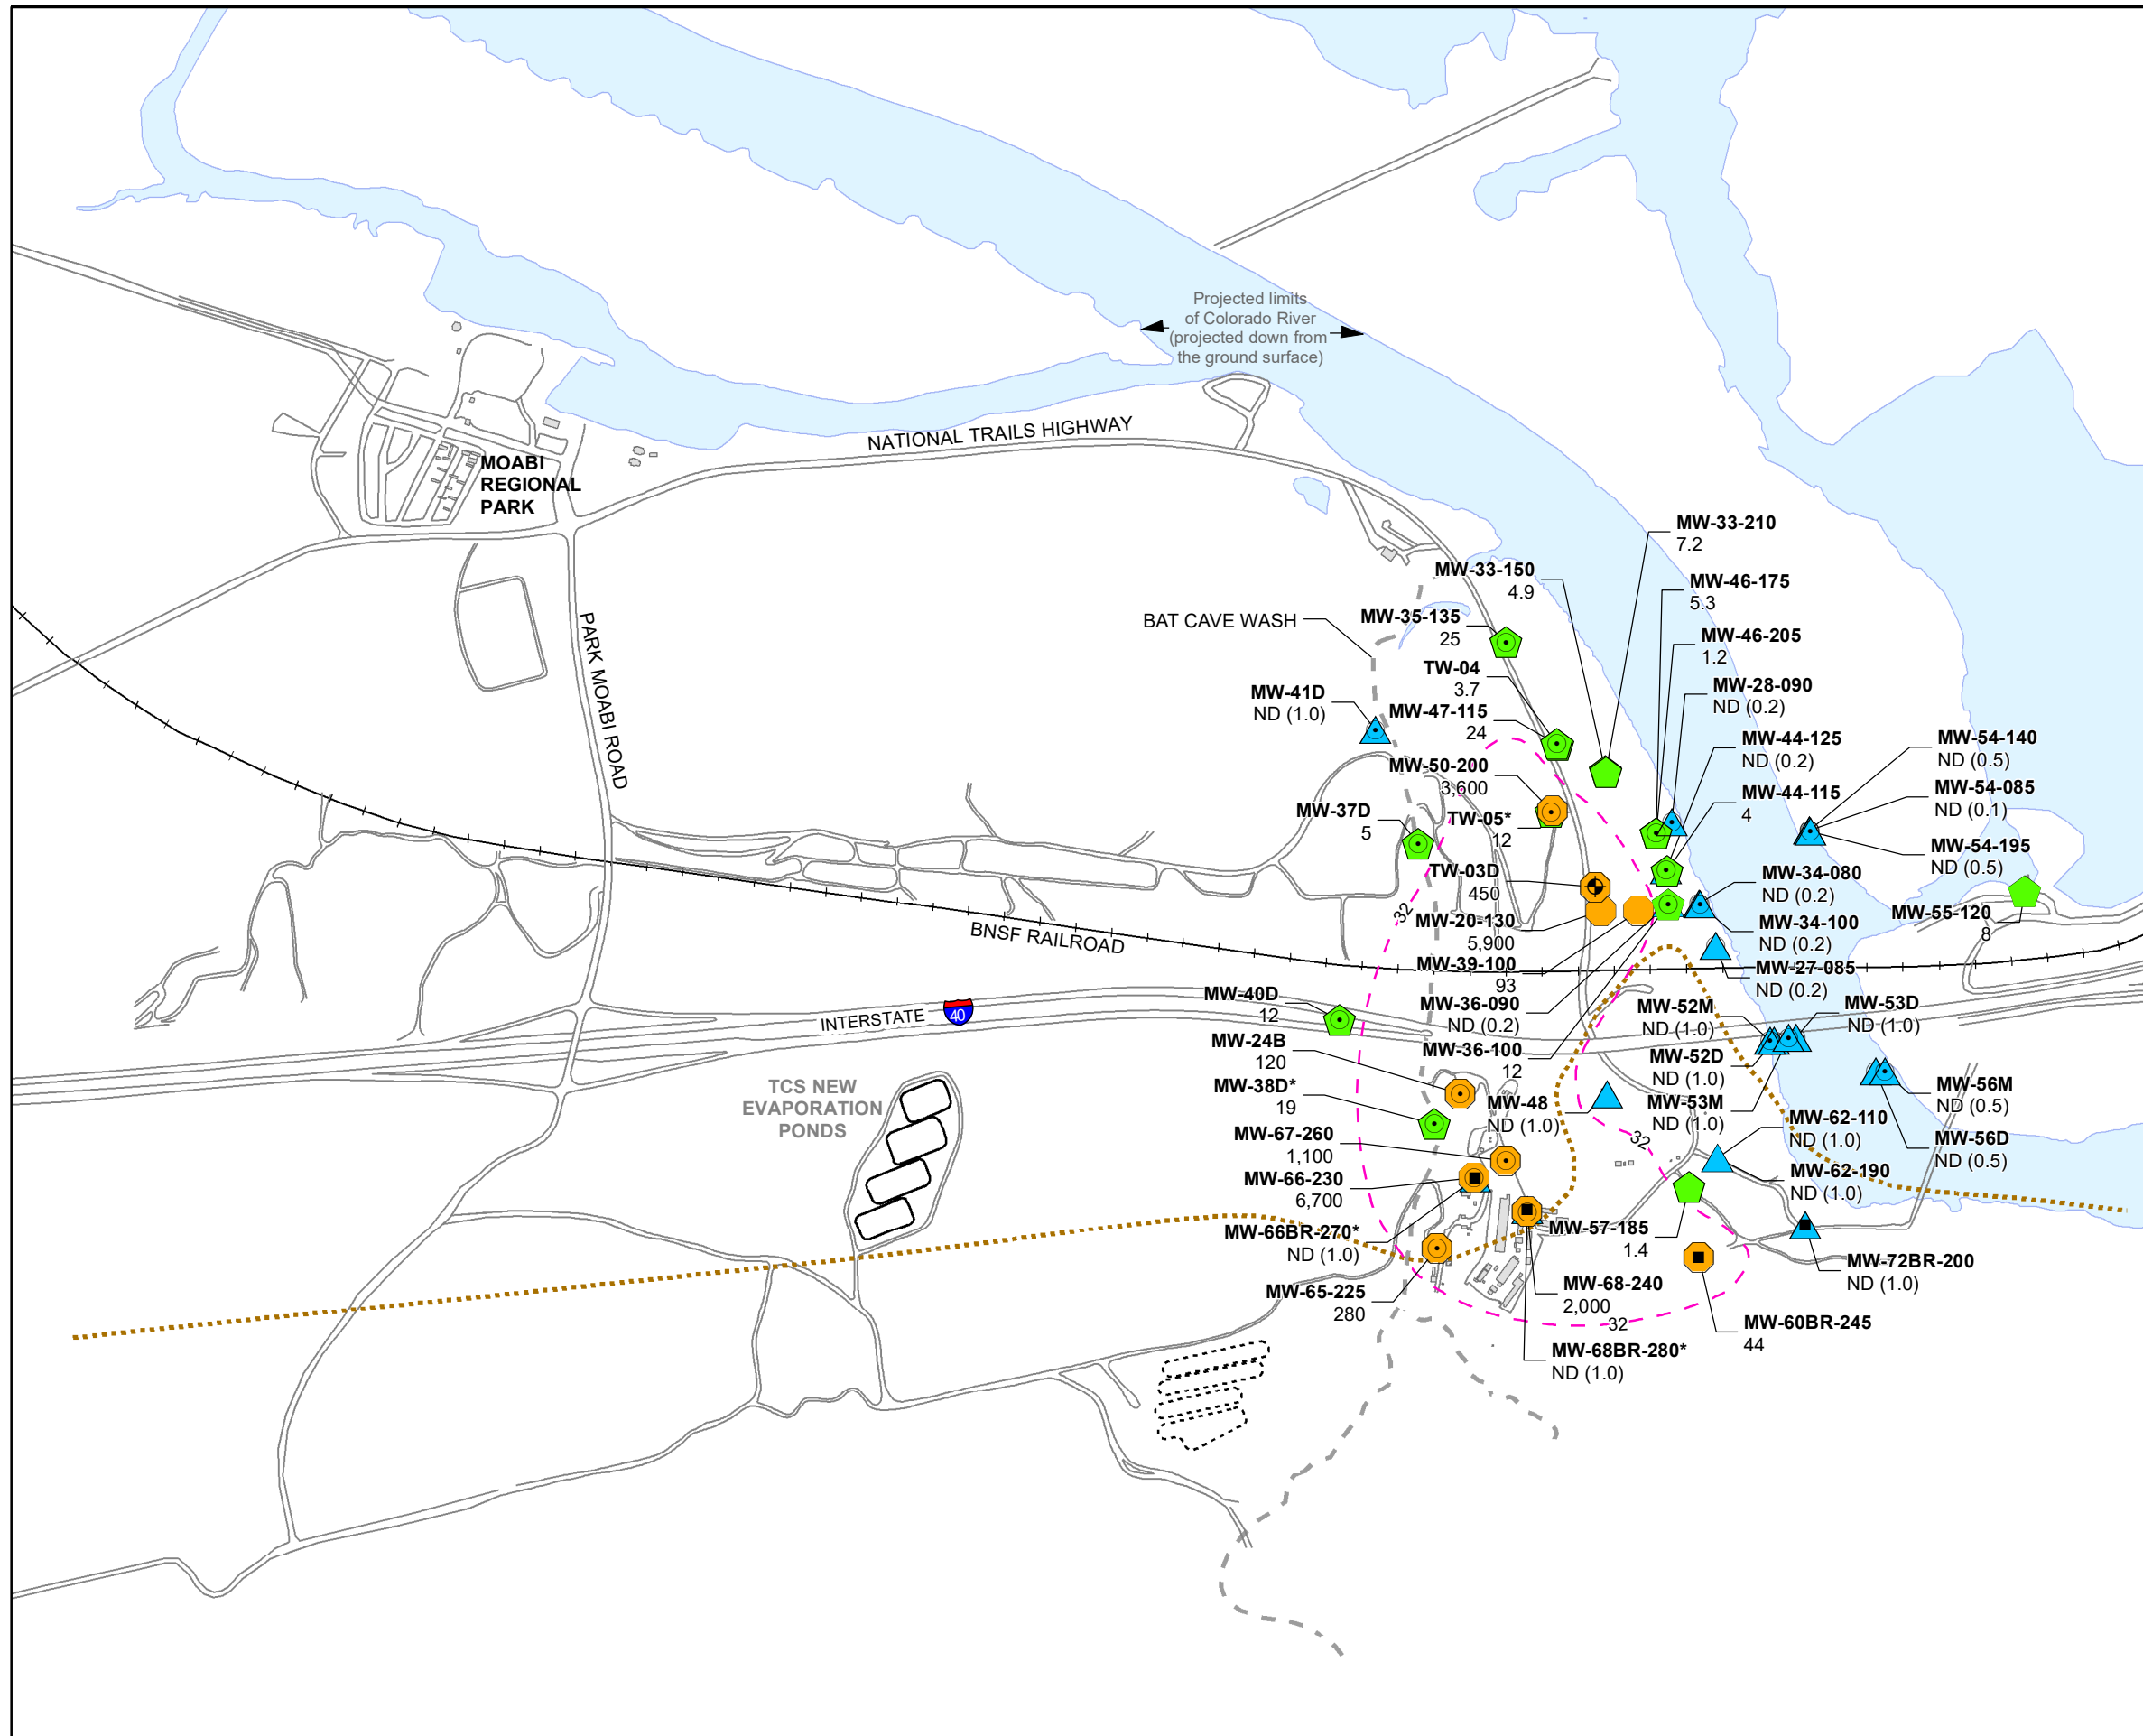 Projected limits
of Colorado River
(projected down from
the ground surface)
NATIONAL TRAILS HIGHWAY
MOABI
REGIONAL
PARK
PARK MOABI ROAD
BAT CAVE WASH
MW-33-210
7.2
MW-33-150
4.9
MW-46-175
5.3
MW-35-135
25
MW-46-205
1.2
TW-04
3.7
MW-28-090
ND (0.2)
MW-41D
ND (1.0)
MW-47-115
24
MW-44-125
ND (0.2)
MW-54-140
ND (0.5)
MW-50-200
3,600
MW-44-115
4
MW-54-085
ND (0.1)
MW-37D
5
TW-05*
12
MW-54-195
ND (0.5)
TW-03D
450
MW-34-080
ND (0.2)
32
MW-20-130
5,900
MW-34-100
ND (0.2)
MW-55-120
8
BNSF RAILROAD
MW-39-100
93
MW-27-085
ND (0.2)
MW-40D
12
MW-36-090
ND (0.2)
MW-52M
ND (1.0)
MW-53D
ND (1.0)
INTERSTATE
40
MW-24B
120
MW-36-100
12
MW-52D
ND (1.0)
TCS NEW
EVAPORATION
PONDS
MW-38D*
19
MW-48
ND (1.0)
MW-53M
ND (1.0)
MW-56M
ND (0.5)
MW-62-110
ND (1.0)
MW-67-260
1,100
32
MW-56D
ND (0.5)
MW-66-230
6,700
MW-62-190
ND (1.0)
MW-66BR-270*
ND (1.0)
MW-57-185
1.4
MW-72BR-200
ND (1.0)
MW-65-225
280
MW-68-240
2,000
32
MW-60BR-245
44
MW-68BR-280*
ND (1.0)